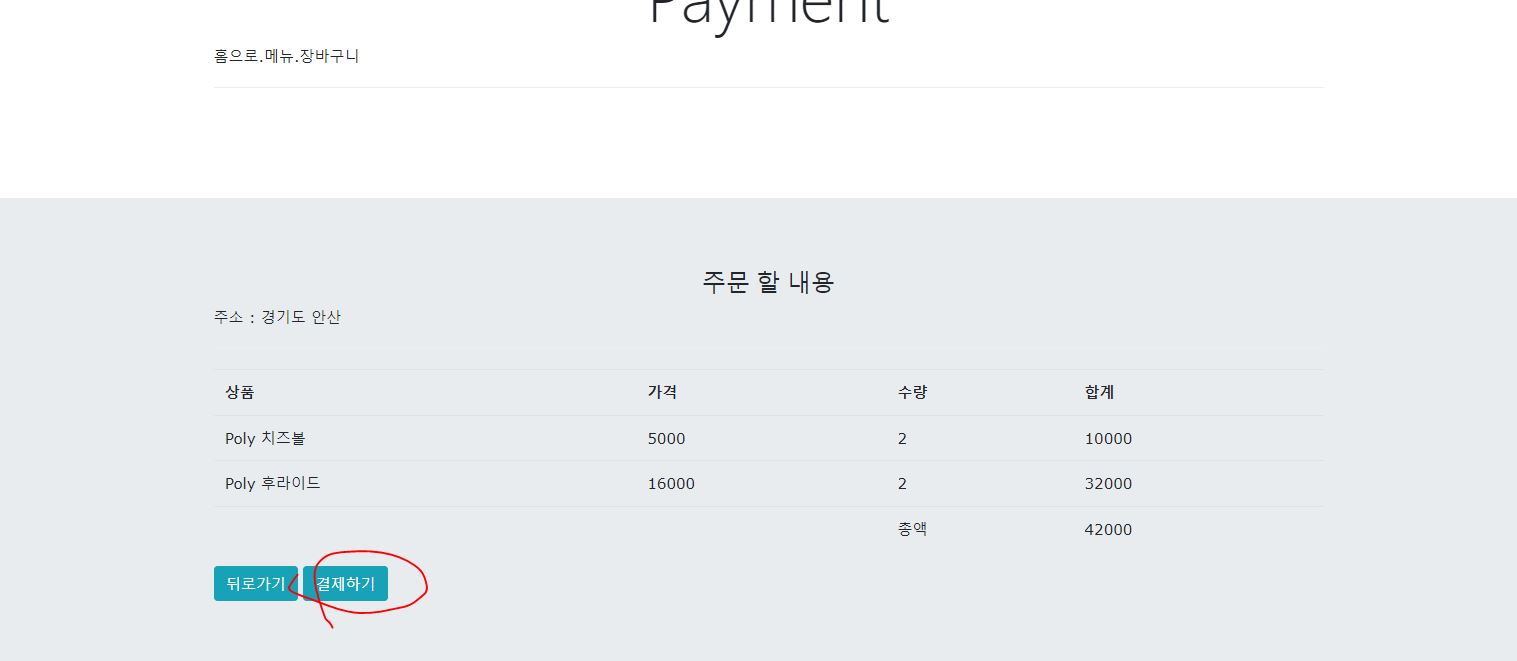 Payment
홈으로.메뉴.장바구니
주문 할 내용
주소 : 경기도 안산
상품 가격 수량 합계
Poly 치즈볼 5000 2 10000
Poly 후라이드 16000 2 32000
총액 42000
뒤로가기 결제하기